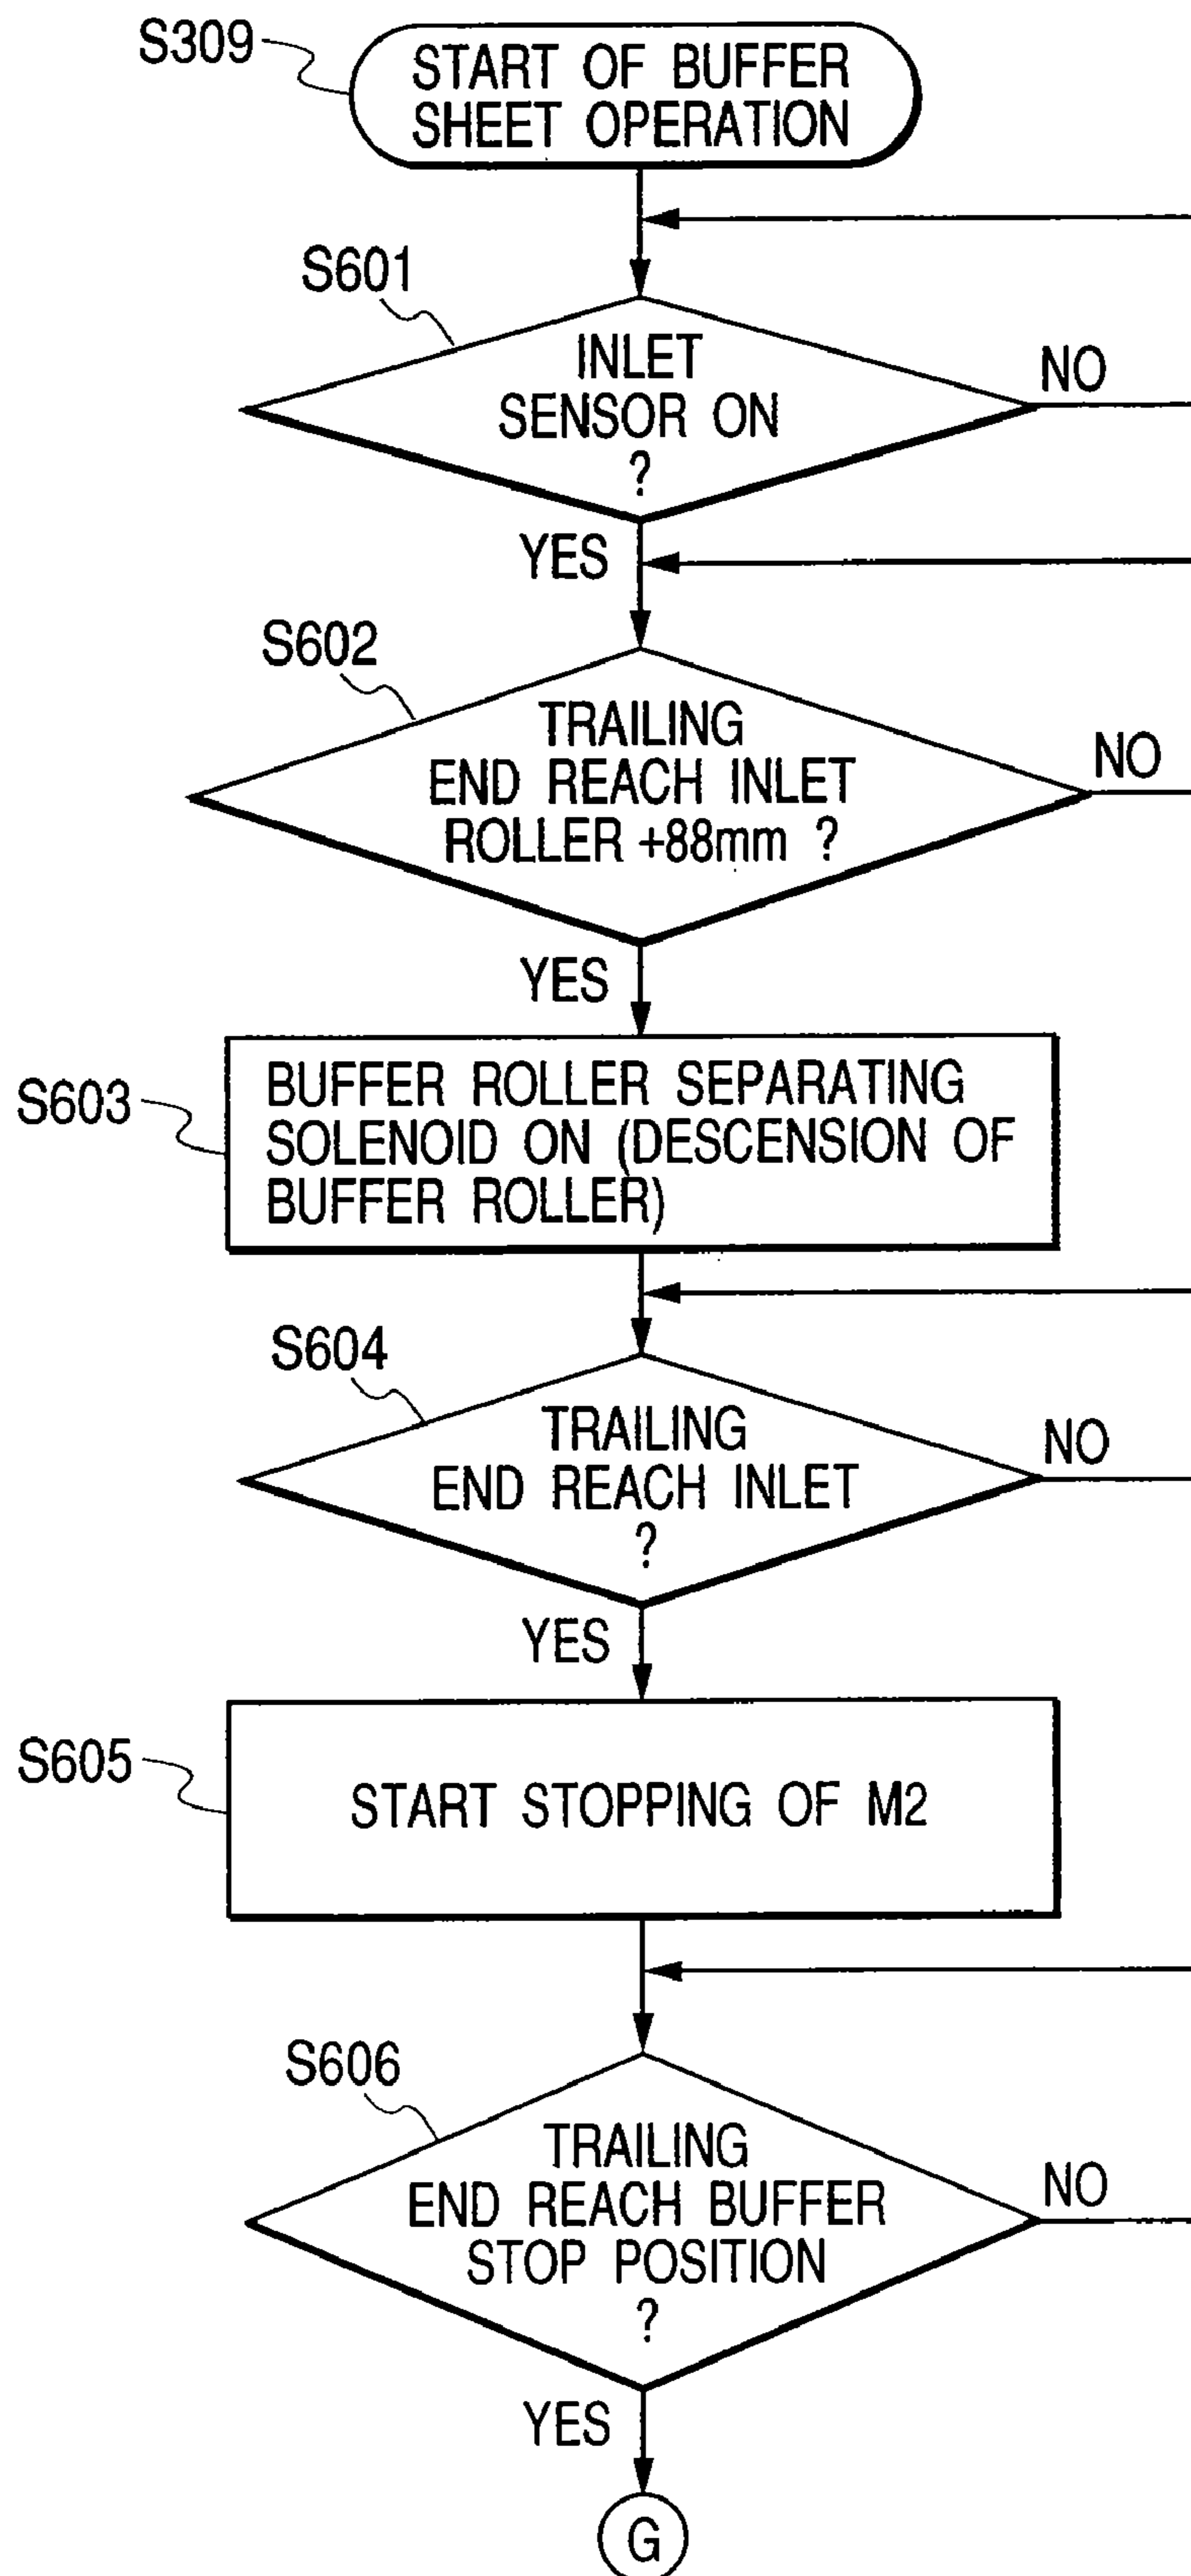 S309
START OF BUFFER
SHEET OPERATION
S601
INLET
SENSOR ON
?
NO
YES
S602
TRAILING
END REACH INLET
ROLLER +88mm ?
NO
YES
S603
BUFFER ROLLER SEPARATING
SOLENOID ON (DESCENSION OF
BUFFER ROLLER)
S604
TRAILING
END REACH INLET
?
NO
YES
S605
START STOPPING OF M2
S606
TRAILING
END REACH BUFFER
STOP POSITION
?
NO
YES
G